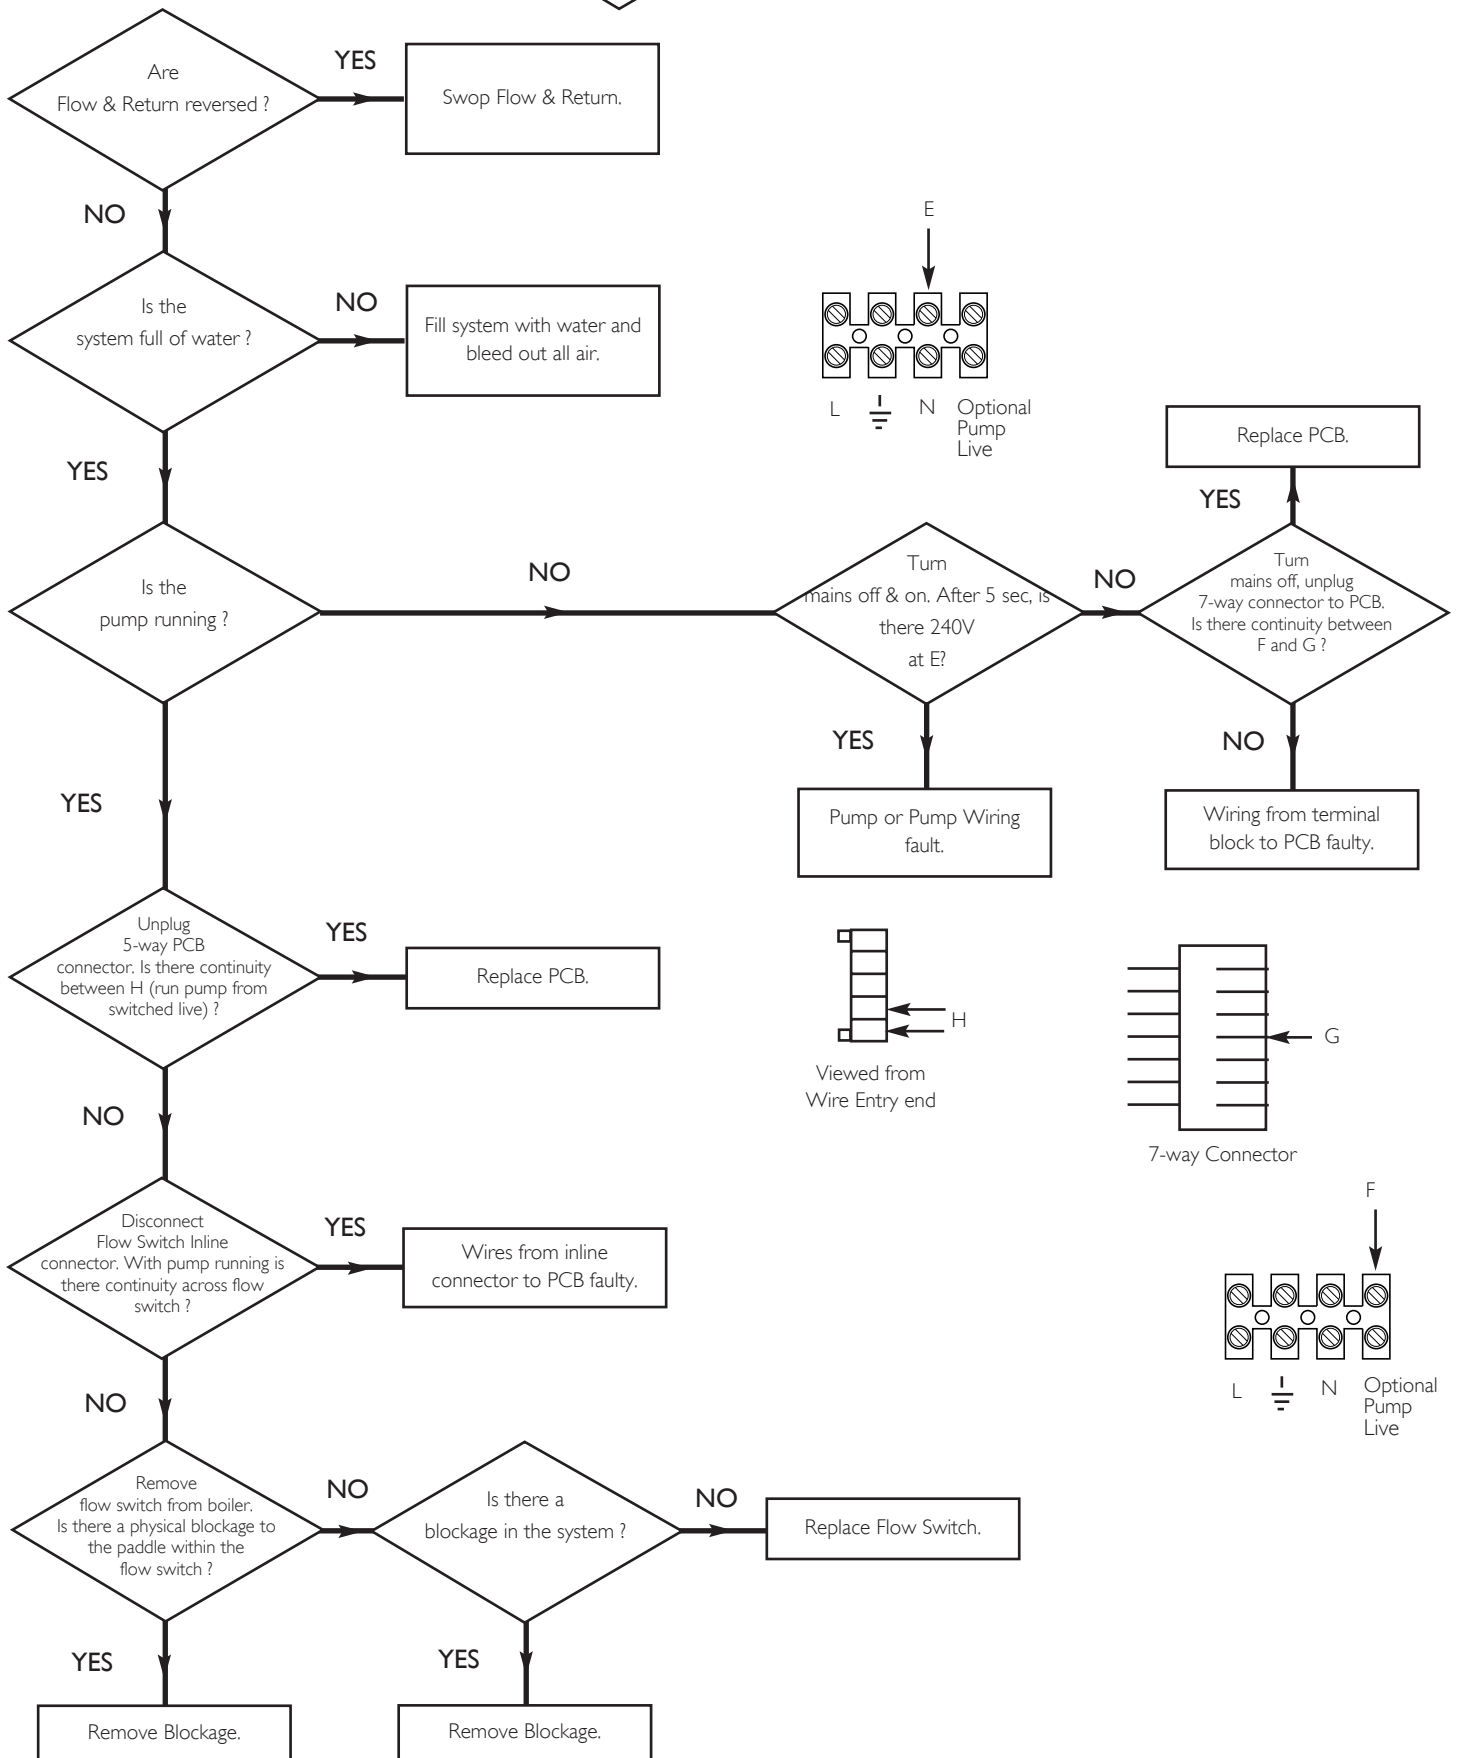 Are
Flow & Return reversed ?
YES
Swop Flow & Return.
NO
Is the
system full of water ?
NO
Fill system with water and
bleed out all air.
E
L
N
Optional
Pump
Live
YES
Is the
pump running ?
NO
Turn
mains off & on. After 5 sec, is
there 240V
at E?
NO
Turn
mains off, unplug
7-way connector to PCB.
Is there continuity between
F and G ?
YES
Replace PCB.
YES
Pump or Pump Wiring
fault.
NO
Wiring from terminal
block to PCB faulty.
YES
Unplug
5-way PCB
connector. Is there continuity
between H (run pump from
switched live) ?
YES
Replace PCB.
H
Viewed from
Wire Entry end
G
7-way Connector
NO
Disconnect
Flow Switch Inline
connector. With pump running is
there continuity across flow
switch ?
YES
Wires from inline
connector to PCB faulty.
F
L
N
Optional
Pump
Live
NO
Remove
flow switch from boiler.
Is there a physical blockage to
the paddle within the
flow switch ?
NO
Is there a
blockage in the system ?
NO
Replace Flow Switch.
YES
Remove Blockage.
YES
Remove Blockage.